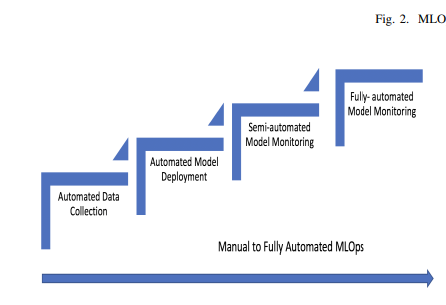 Fig. 2. MLO
Fully- automated
Model Monitoring
Semi-automated
Model Monitoring
Automated Model
Deployment
Automated Data
Collection
Manual to Fully Automated MLOps